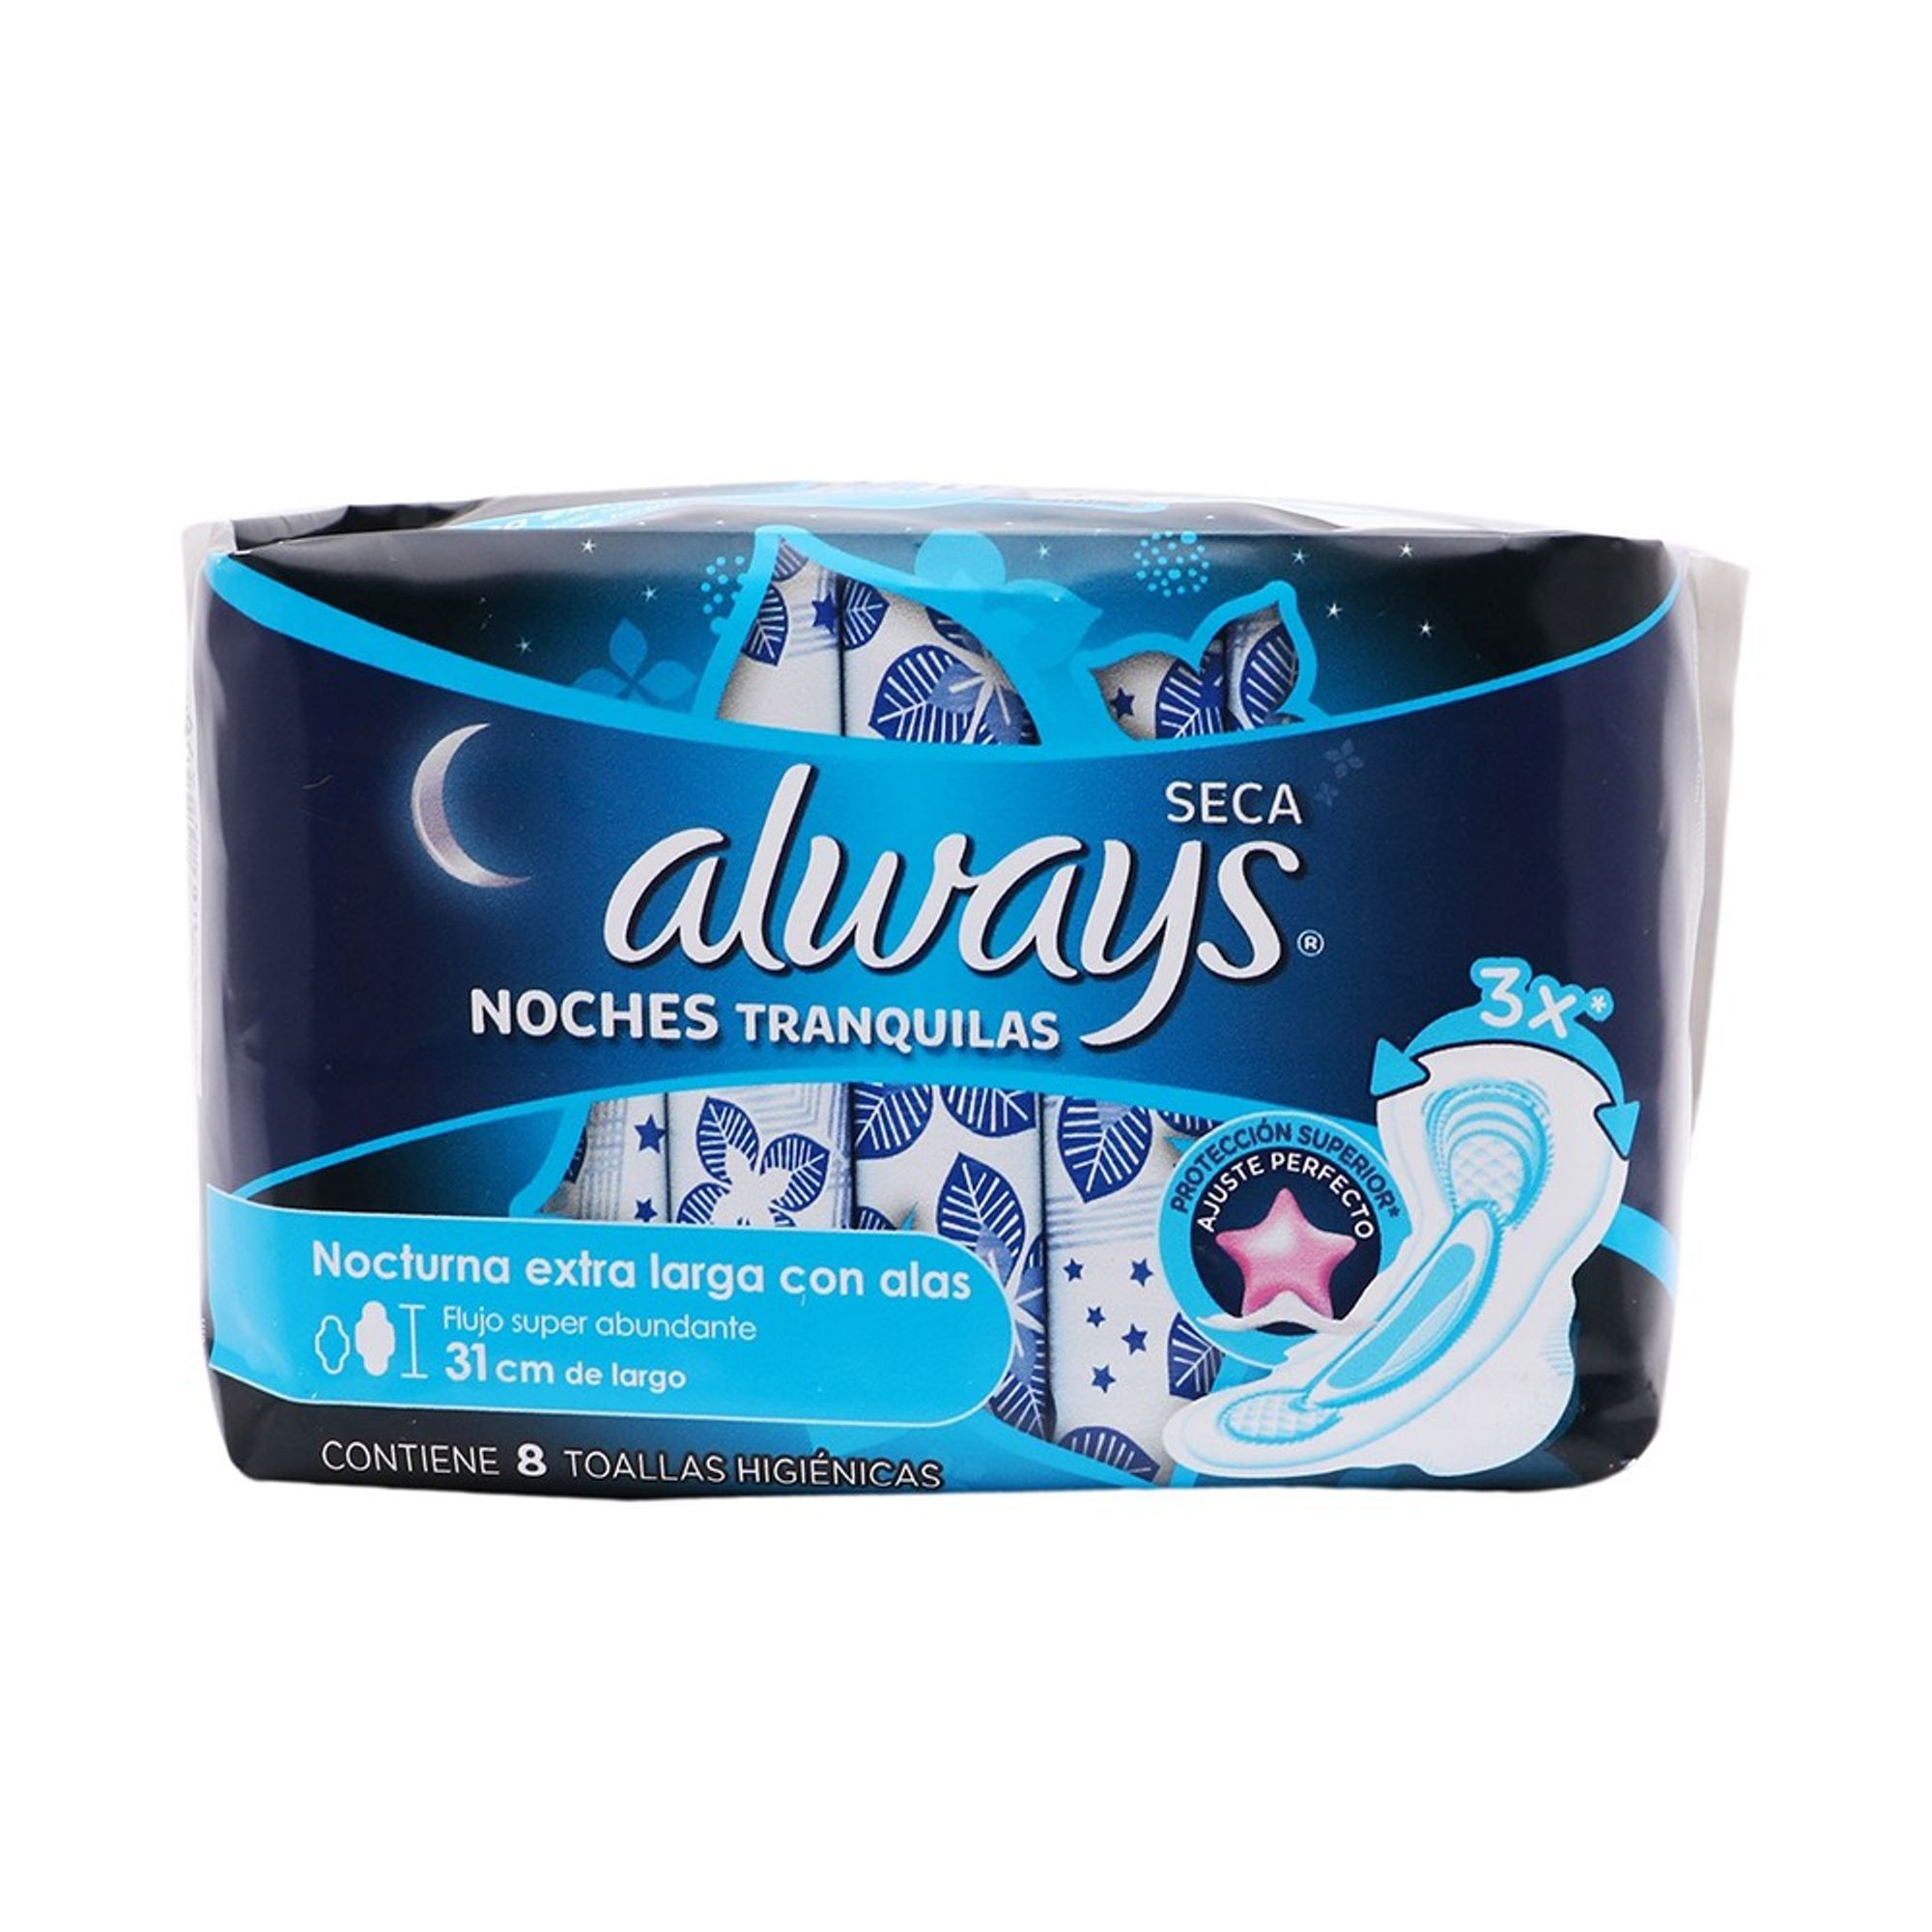 SECA
always®
NOCHES TRANQUILAS
3x*
PROTECCIÓN SUPERIOR*
AJUSTE PERFECTO
Nocturna extra larga con alas
Flujo super abundante
31 cm de largo
CONTIENE 8 TOALLAS HIGIÉNICAS